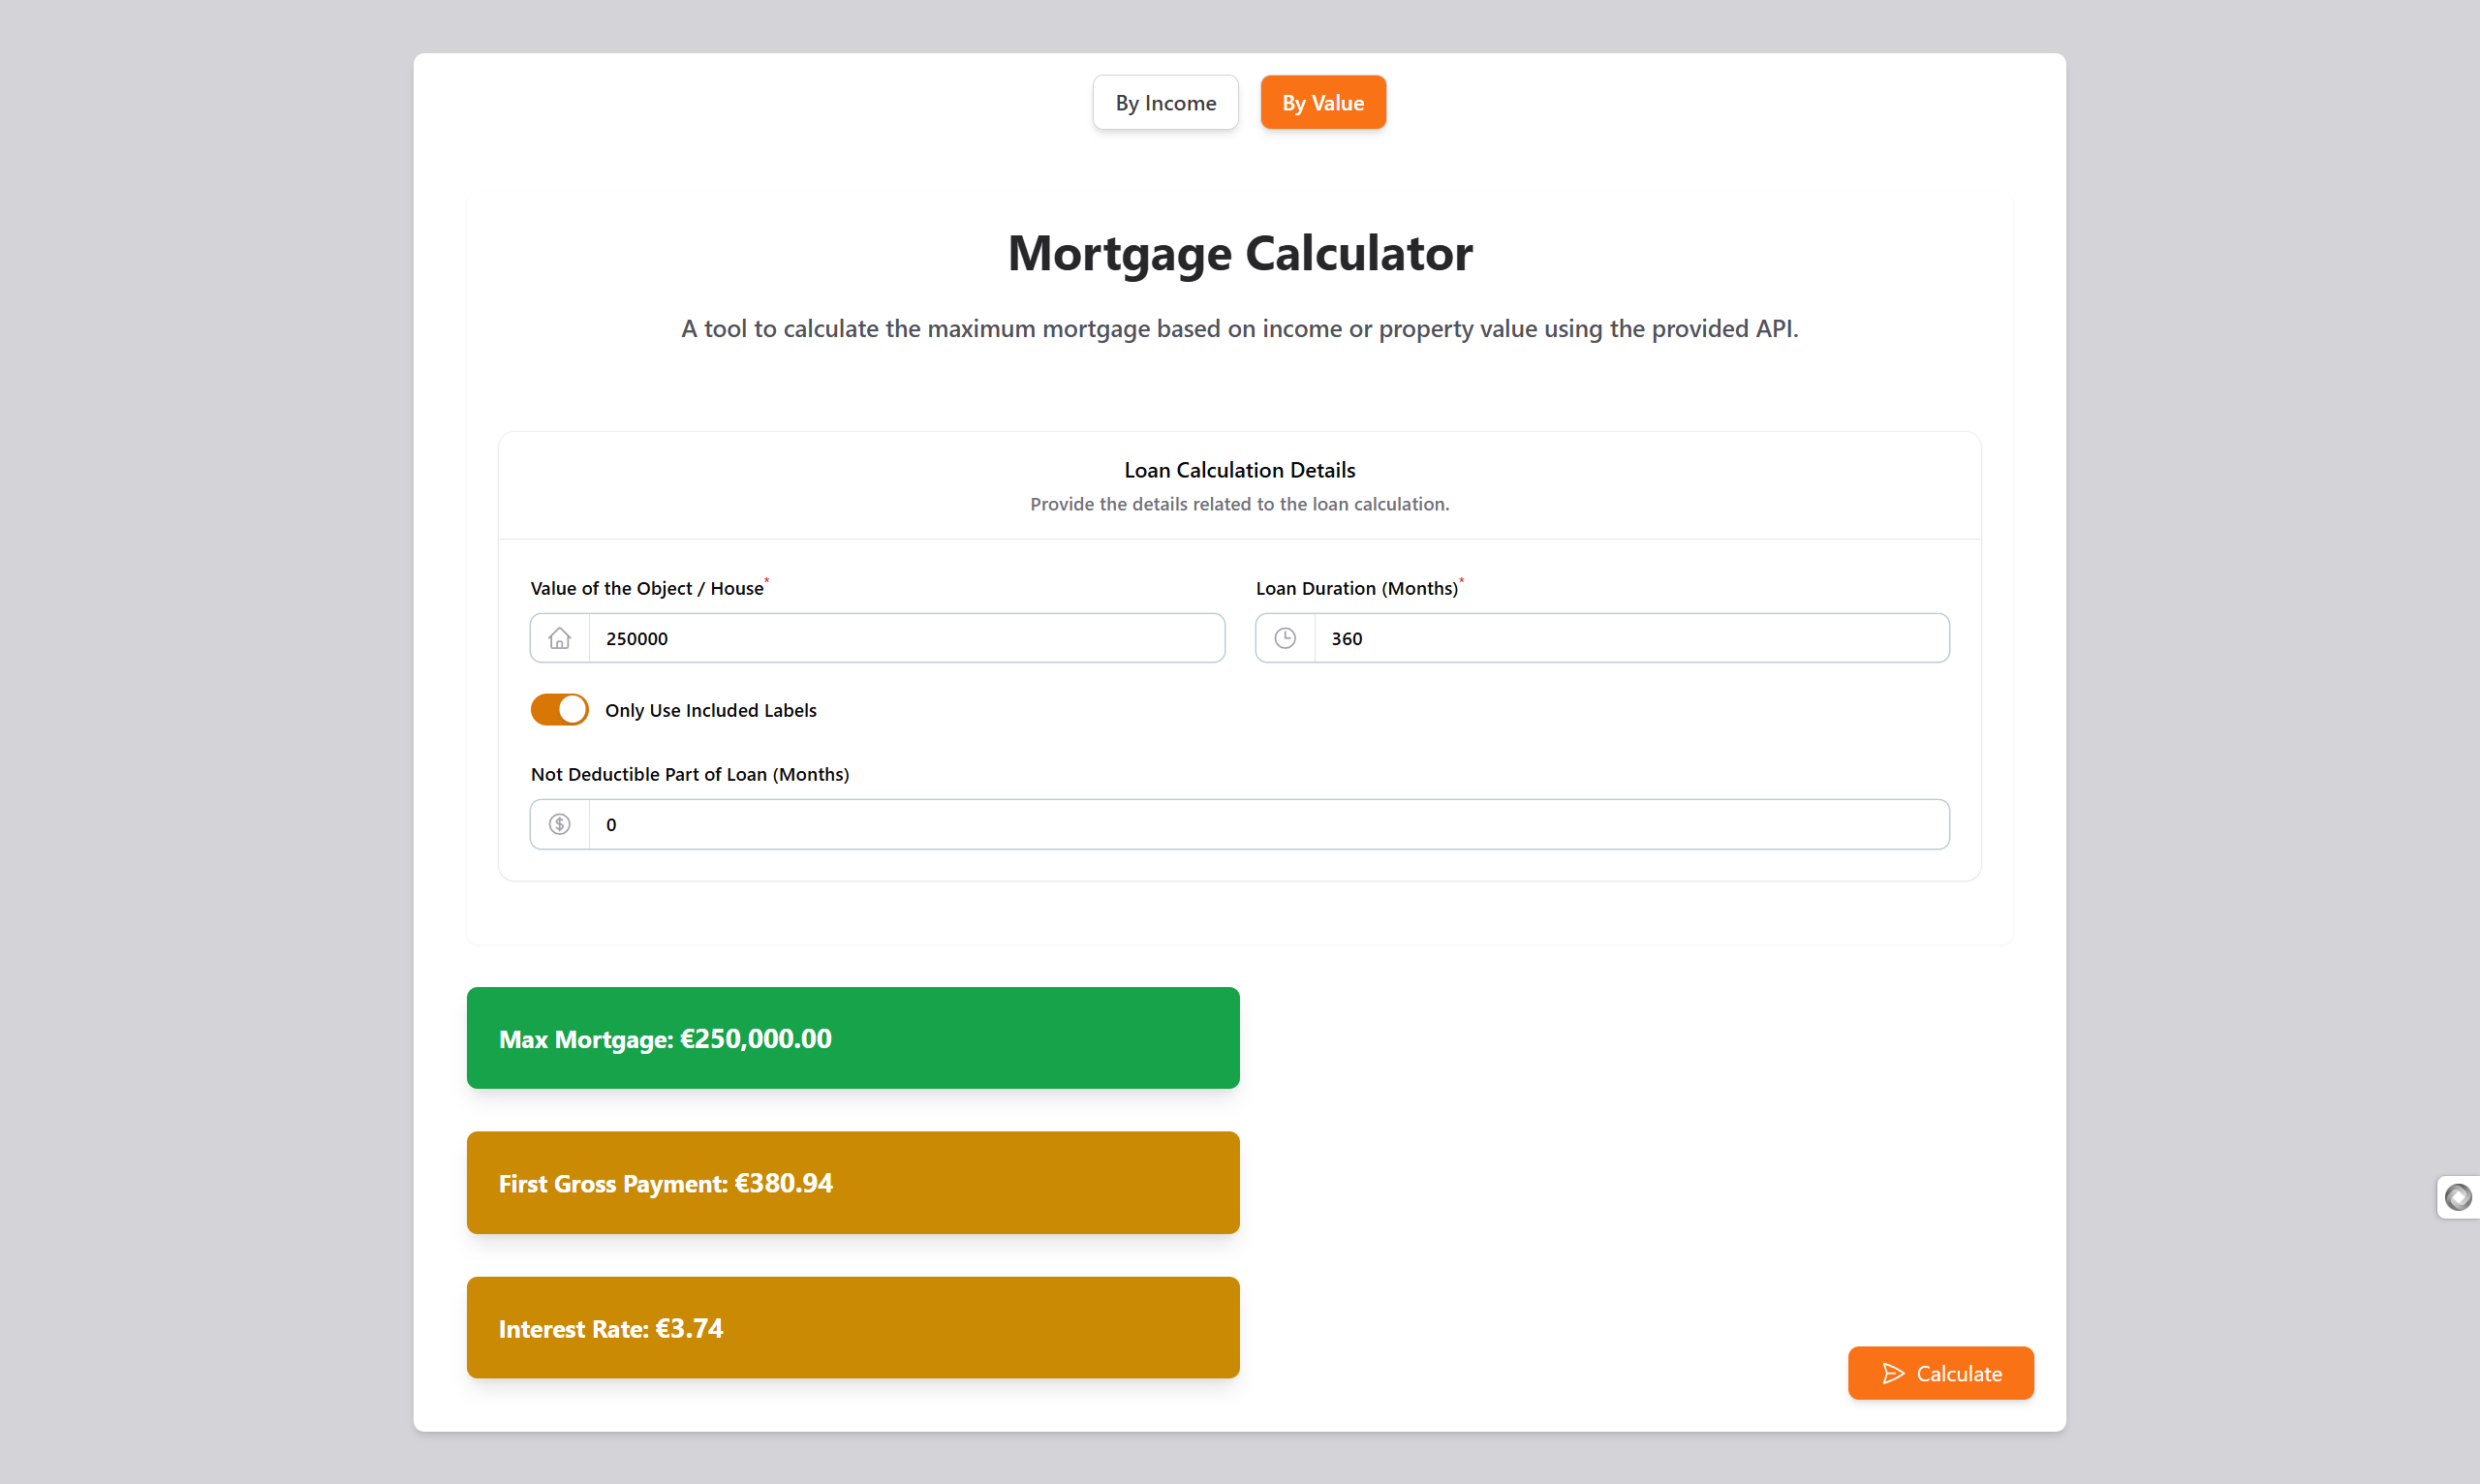 By Income
By Value
Mortgage Calculator
A tool to calculate the maximum mortgage based on income or property value using the provided API.
Loan Calculation Details
Provide the details related to the loan calculation.
Value of the Object / House*
Loan Duration (Months)*
250000
360
Only Use Included Labels
Not Deductible Part of Loan (Months)
0
Max Mortgage: €250,000.00
First Gross Payment: €380.94
Interest Rate: €3.74
Calculate